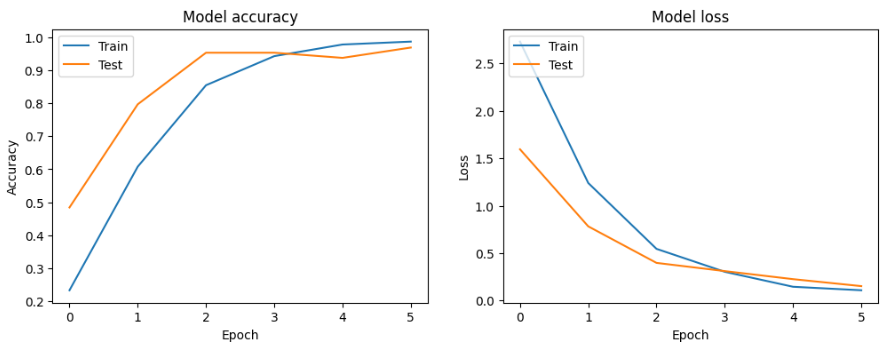 Model accuracy
1.0
0.9
0.8
0.7
0.6
0.5
0.4
0.3
0.2
Accuracy
Train
Test
0 1 2 3 4 5
Epoch
Model loss
2.5
2.0
1.5
1.0
0.5
0.0
Loss
Train
Test
0 1 2 3 4 5
Epoch